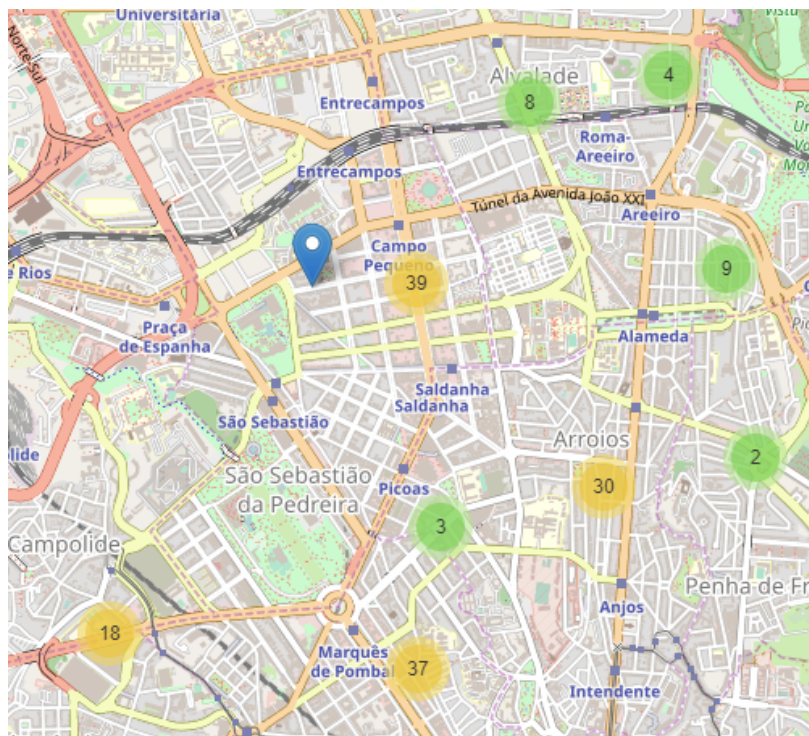 Universitária
Norte-Sul
Vista
Alvalade
4
8
Entrecampos
Roma-
Areeiro
Entrecampos
Túnel da Avenida João XXI
Areeiro
Campo
Pequeno
e Rios
39
9
Praça
de Espanha
Alameda
Saldanha
Saldanha
São Sebastião
Arroios
2
São Sebastião
da Pedreira
Picoas
30
3
Campolide
Penha de Fr
Anjos
18
Marquês
de Pombal
37
Intendente